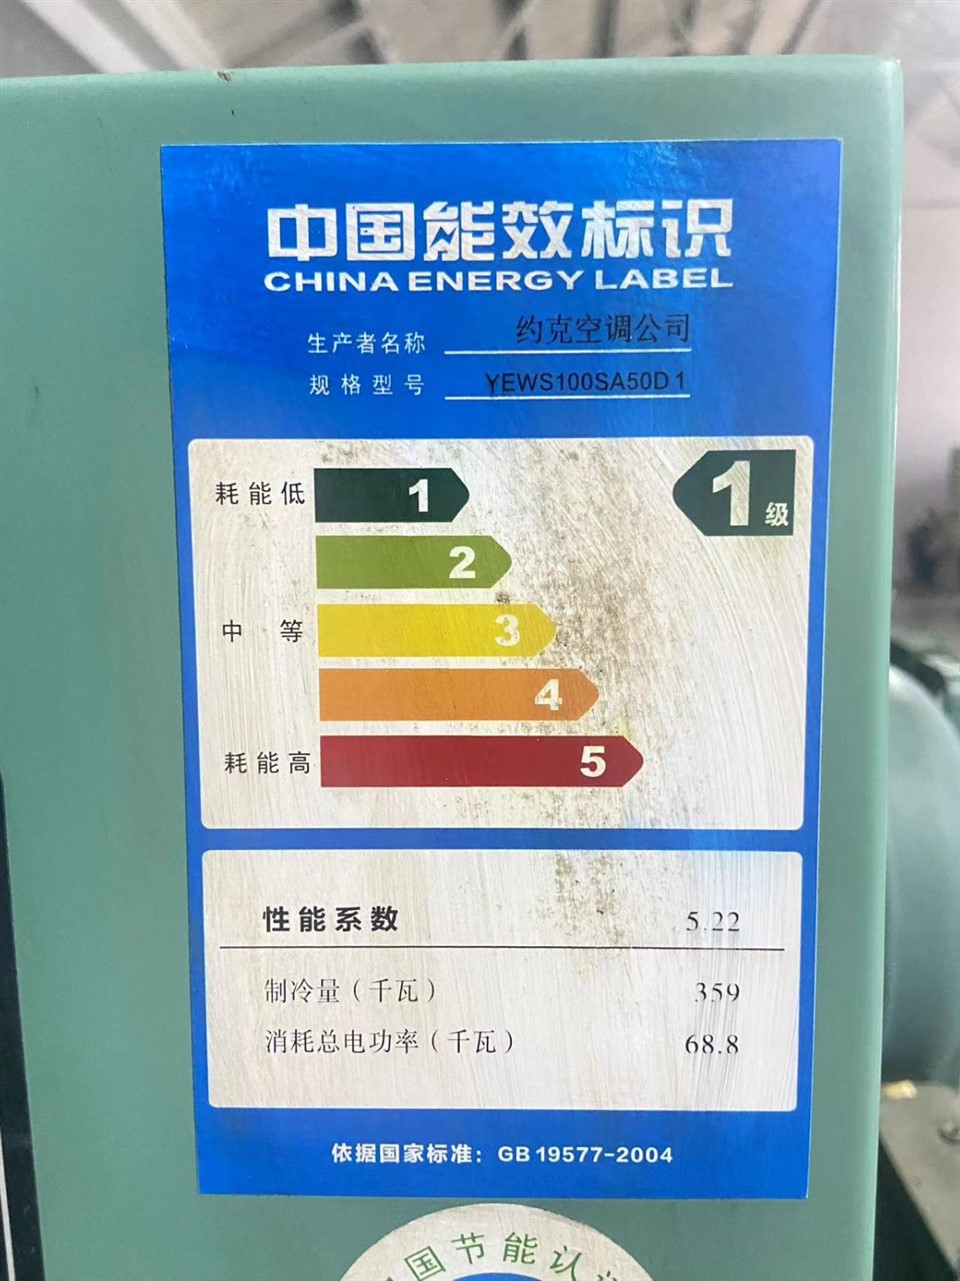 中国能效标识
CHINA ENERGY LABEL
生产者名称 约克空调公司
规格型号 YEWS100SA50D1
耗能低 1 1级
2
中等 3
4
耗能高 5
性能系数 5.22
制冷量（千瓦） 359
消耗总电功率（千瓦） 68.8
依据国家标准：GB 19577-2004
国节能认